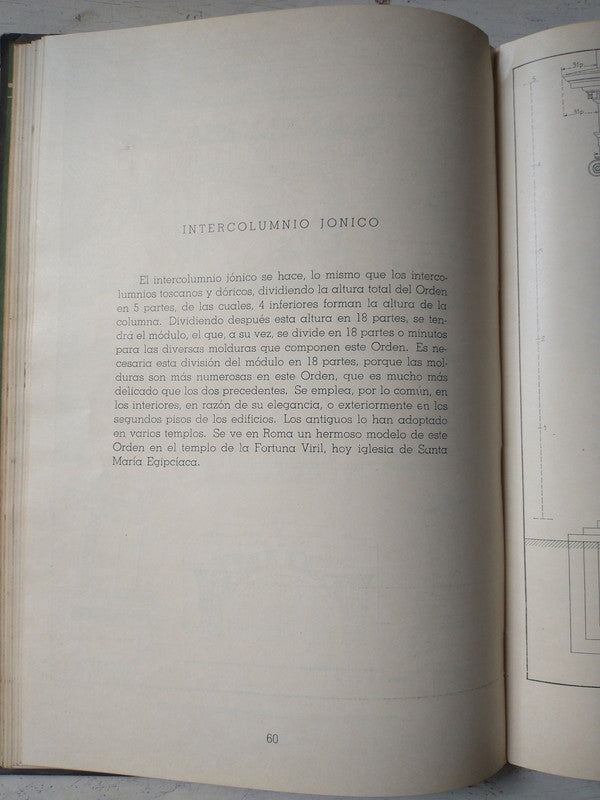 INTERCOLUMNIO JONICO
El intercolumnio jónico se hace, lo mismo que los interco-
lumnios toscanos y dóricos, dividiendo la altura total del Orden
en 5 partes, de las cuales, 4 inferiores forman la altura de la
columna. Dividiendo después esta altura en 18 partes, se ten-
drá el módulo, el que, a su vez, se divide en 18 partes o minutos
para las diversas molduras que componen este Orden. Es ne-
cesaria esta división del módulo en 18 partes, porque las mol-
duras son más numerosas en este Orden, que es mucho más
delicado que los dos precedentes. Se emplea, por lo común, en
los interiores, en razón de su elegancia, o exteriormente en los
segundos pisos de los edificios. Los antiguos lo han adoptado
en varios templos. Se ve en Roma un hermoso modelo de este
Orden en el templo de la Fortuna Viril, hoy iglesia de Santa
María Egipcíaca.
60
5
2
1